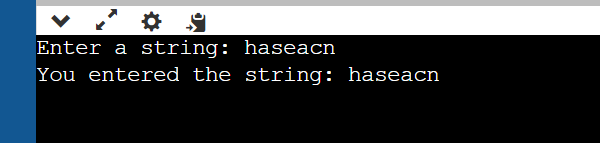 Enter a string: haseacn
You entered the string: haseacn